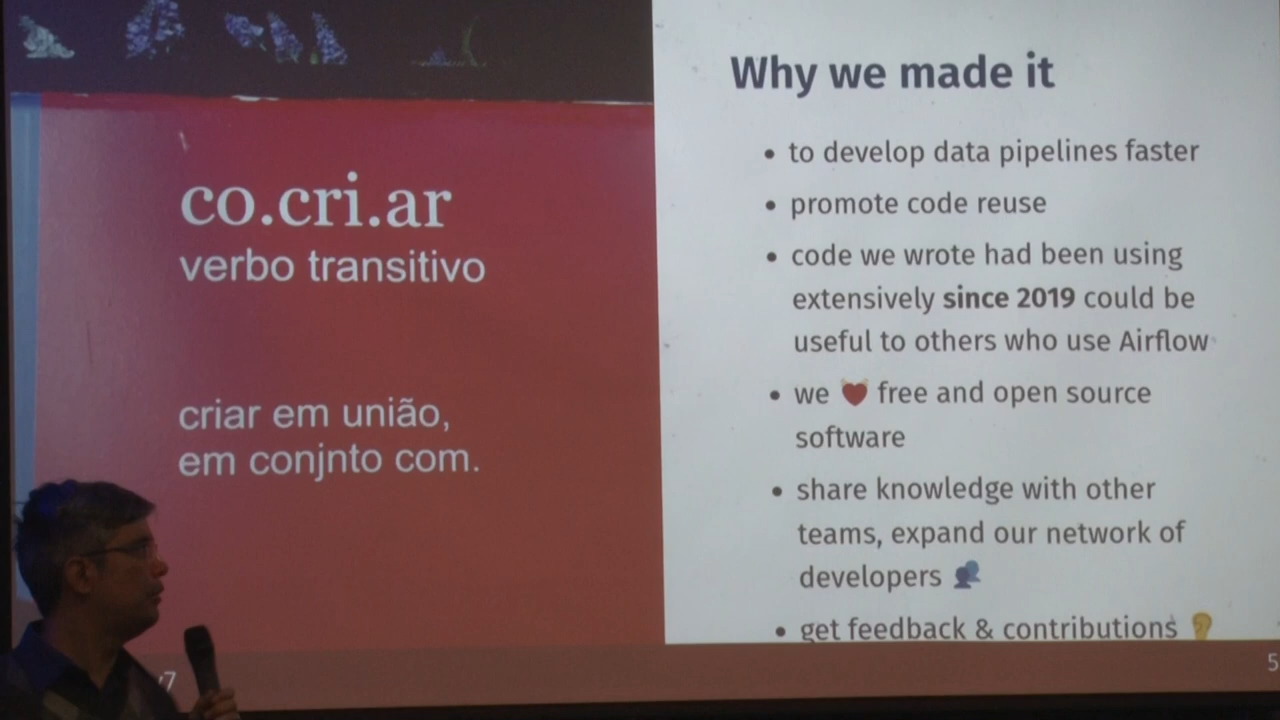 co.cri.ar
verbo transitivo
criar em união,
em conjnto com.
Why we made it
• to develop data pipelines faster
• promote code reuse
• code we wrote had been using
extensively since 2019 could be
useful to others who use Airflow
• we ❤️ free and open source
software
• share knowledge with other
teams, expand our network of
developers 👥
• get feedback & contributions 👂
/7
5